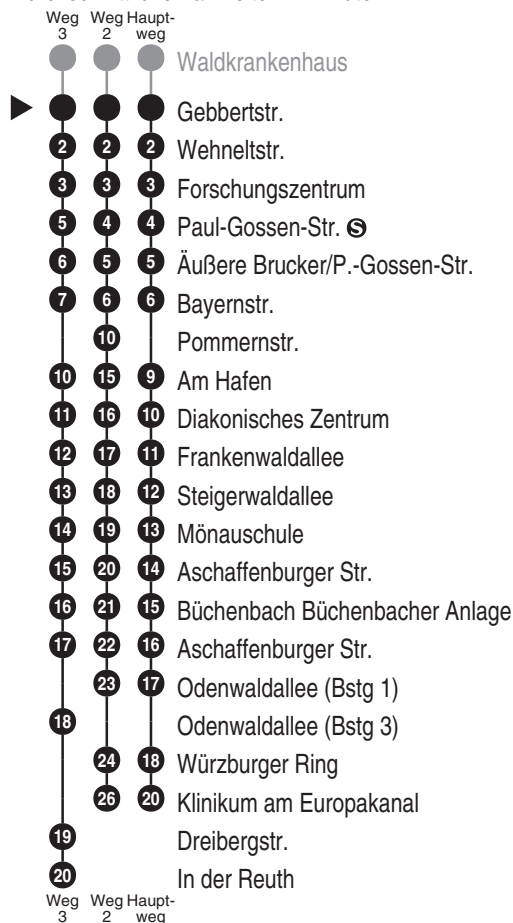 Weg 3 Weg 2 Haupt-weg
Waldkrankenhaus
Gebbertstr.
2 2 2 Wehneltstr.
3 3 3 Forschungszentrum
5 4 4 Paul-Gossen-Str. S
6 5 5 Äußere Brucker/P.-Gossen-Str.
7 6 6 Bayernstr.
10 Pommernstr.
10 15 9 Am Hafen
11 16 10 Diakonisches Zentrum
12 17 11 Frankenwaldallee
13 18 12 Steigerwaldallee
14 19 13 Mönauschule
15 20 14 Aschaffenburger Str.
16 21 15 Büchenbach Büchenbacher Anlage
17 22 16 Aschaffenburger Str.
23 17 Odenwaldallee (Bstg 1)
18 Odenwaldallee (Bstg 3)
24 18 Würzburger Ring
26 20 Klinikum am Europakanal
19 Dreibergstr.
20 In der Reuth
Weg 3 Weg 2 Haupt-weg